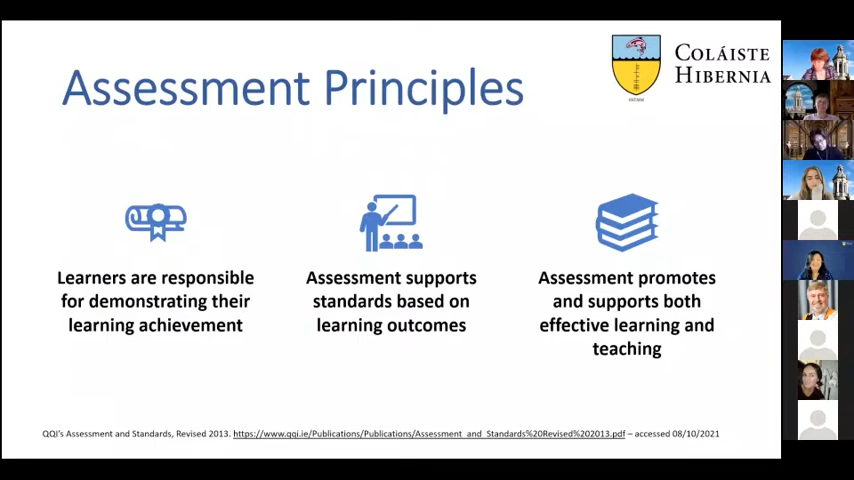 Assessment Principles
COLÁISTE
HIBERNIA
Learners are responsible
for demonstrating their
learning achievement
Assessment supports
standards based on
learning outcomes
Assessment promotes
and supports both
effective learning and
teaching
QQI's Assessment and Standards, Revised 2013. https://www.qqi.ie/Publications/Publications/Assessment_and_Standards%20Revised%202013.pdf – accessed 08/10/2021